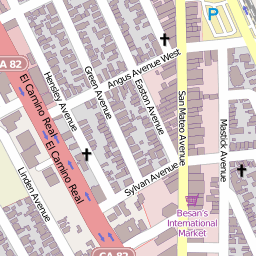 P
CA 82
Hensley Avenue
Green Avenue
Angus Avenue West
Easton Avenue
San Mateo Avenue
Mastick Avenue
El Camino Real
El Camino Real
Linden Avenue
Sylvan Avenue
Besan's
International
Market
CA 82